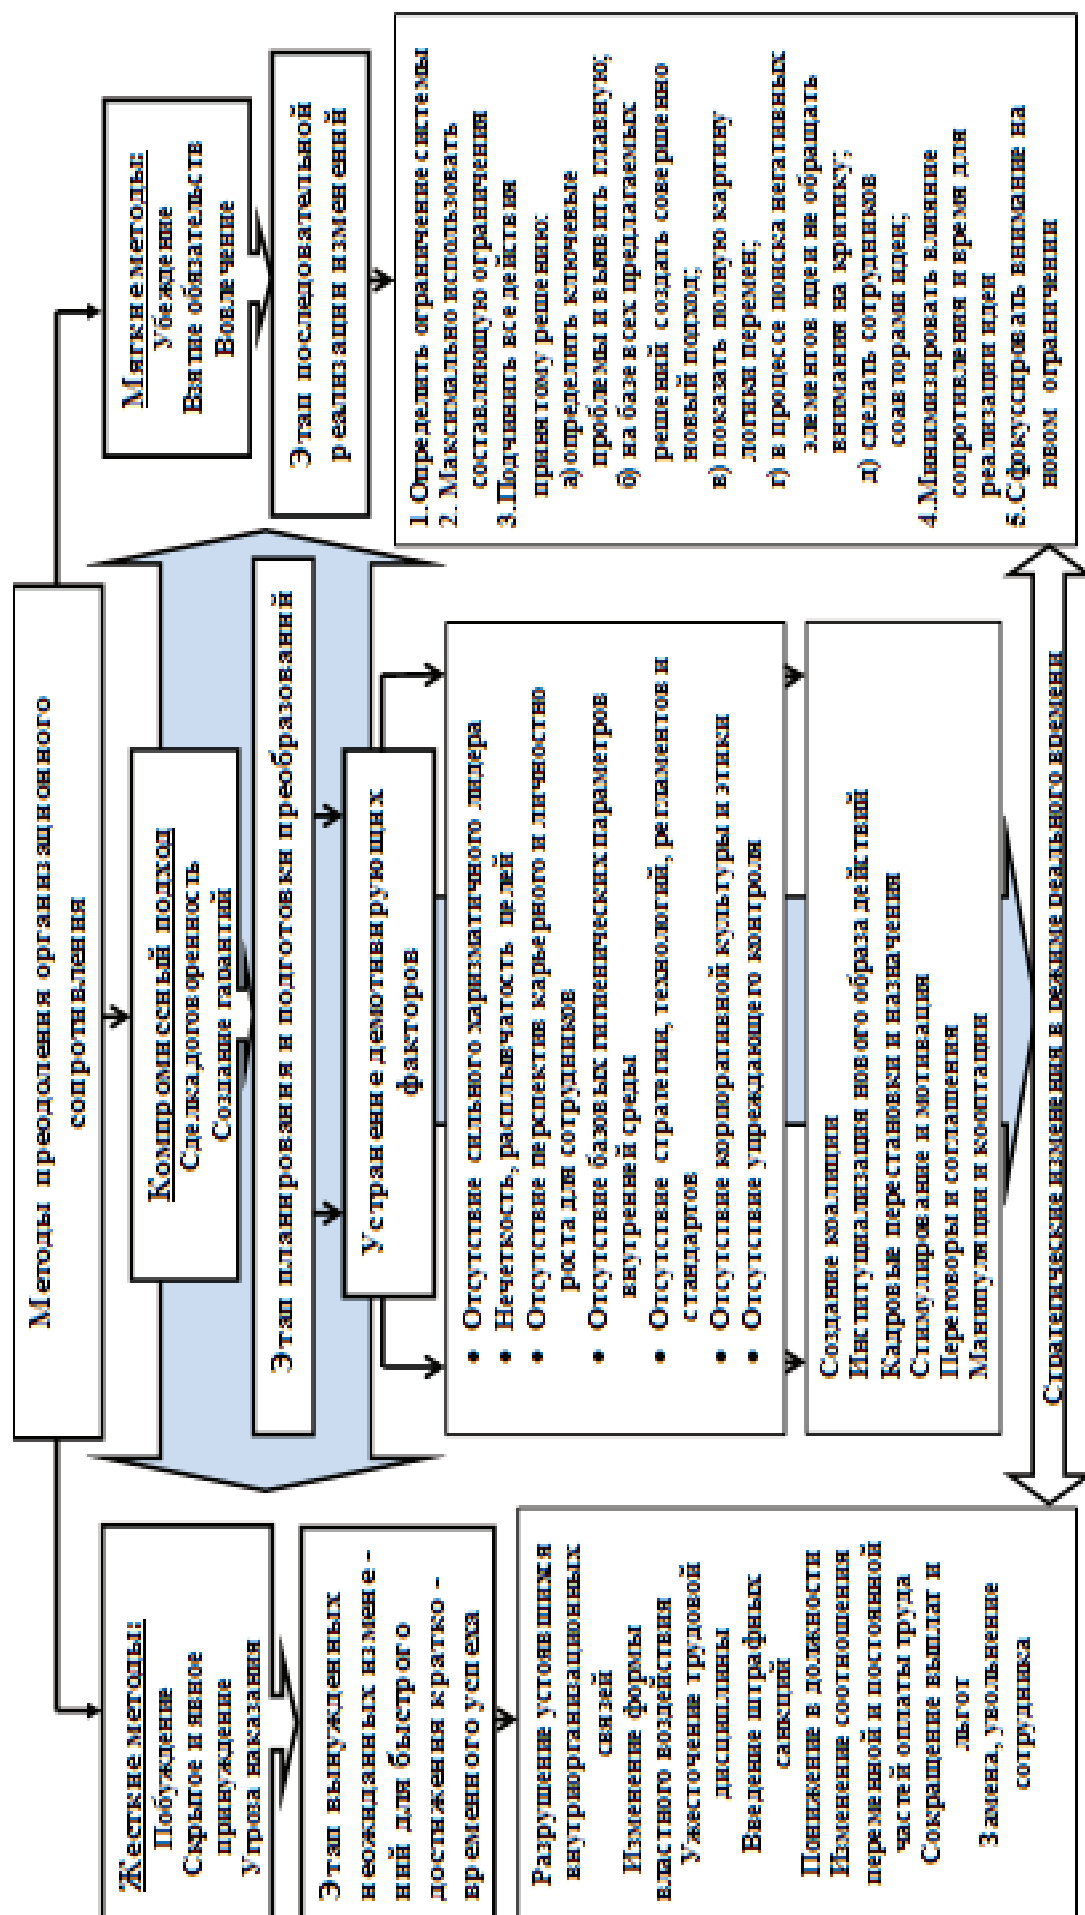 Методы преодоления организационного
сопротивления
Жесткие методы:
Побуждение
Скрытое и явное
принуждение
Угроза наказания
Этап вынужденных
неожиданных измене -
ний для быстрого
достижения кратко -
временного успеха
Разрушение устоявшихся
внутриорганизационных
связей
Изменение формы
властного воздействия
Ужесточение трудовой
дисциплины
Введение штрафных
санкций
Понижение в должности
Изменение соотношения
переменной и постоянной
частей оплаты труда
Сокращение выплат и
льгот
Замена, увольнение
сотрудника
Компромиссный подход
Сделка,договоренность
Создание гарантий
Этап планирования и подготовки преобразований
Устранение демотивирующих
факторов
• Отсутствие сильного харизматичного лидера
• Нечеткость, расплывчатость целей
• Отсутствие перспектив карьерного и личностно
роста для сотрудников
• Отсутствие базовых гигиенических параметров
внутренней среды
• Отсутствие стратегии, технологий, регламентов и
стандартов
• Отсутствие корпоративной культуры и этики
• Отсутствие упреждающего контроля
Создание коалиции
Институциализация нового образа действий
Кадровые перестановки и назначения
Стимулирование и мотивация
Переговоры и соглашения
Манипуляции и кооптации
Мягкие методы:
Убеждение
Взятие обязательств
Вовлечение
Этап последовательной
реализации изменений
1.Определить ограничение системы
2. Максимально использовать
составляющую ограничения
3.Подчинить все действия
принятому решению:
а)определить ключевые
проблемы и выявить главную;
б) на базе всех предлагаемых
решений создать совершенно
новый подход;
в) показать полную картину
логики перемен;
г) в процессе поиска негативных
элементов идеи не обращать
внимания на критику;
д) сделать сотрудников
соавторами идеи;
4.Минимизировать влияние
сопротивления и время для
реализации идеи
5.Сфокуссировать внимание на
новом ограничении
Стратегические изменения в режиме реального времени